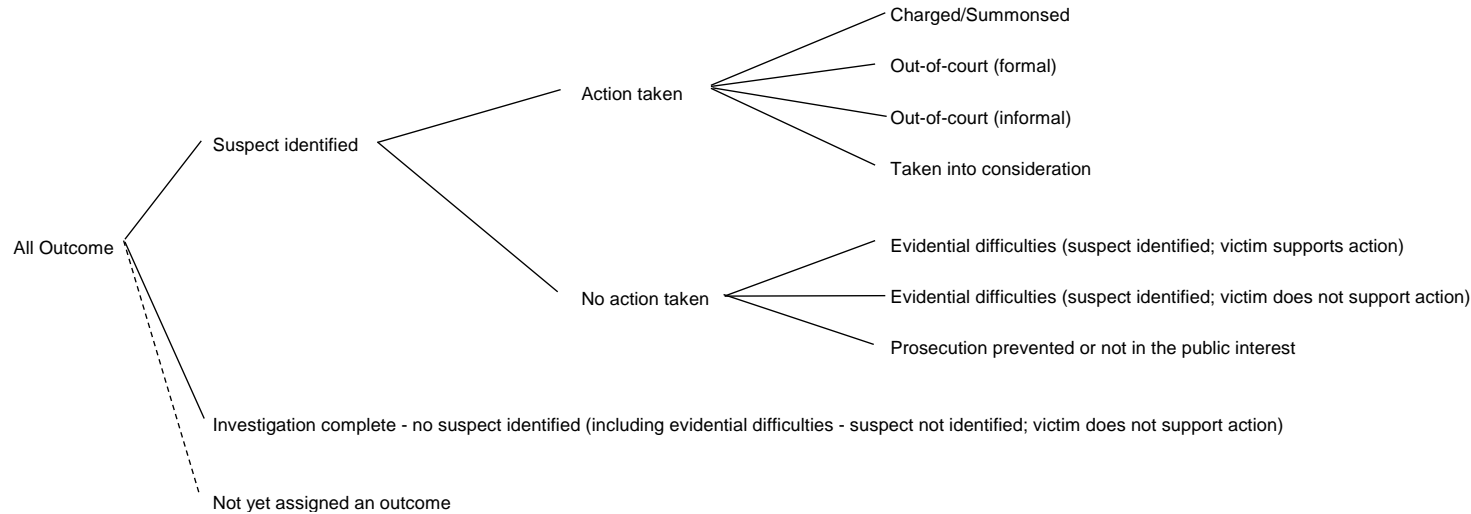 Charged/Summonsed
Out-of-court (formal)
Action taken
Out-of-court (informal)
Suspect identified
Taken into consideration
All Outcome
Evidential difficulties (suspect identified; victim supports action)
No action taken
Evidential difficulties (suspect identified; victim does not support action)
Prosecution prevented or not in the public interest
Investigation complete - no suspect identified (including evidential difficulties - suspect not identified; victim does not support action)
Not yet assigned an outcome